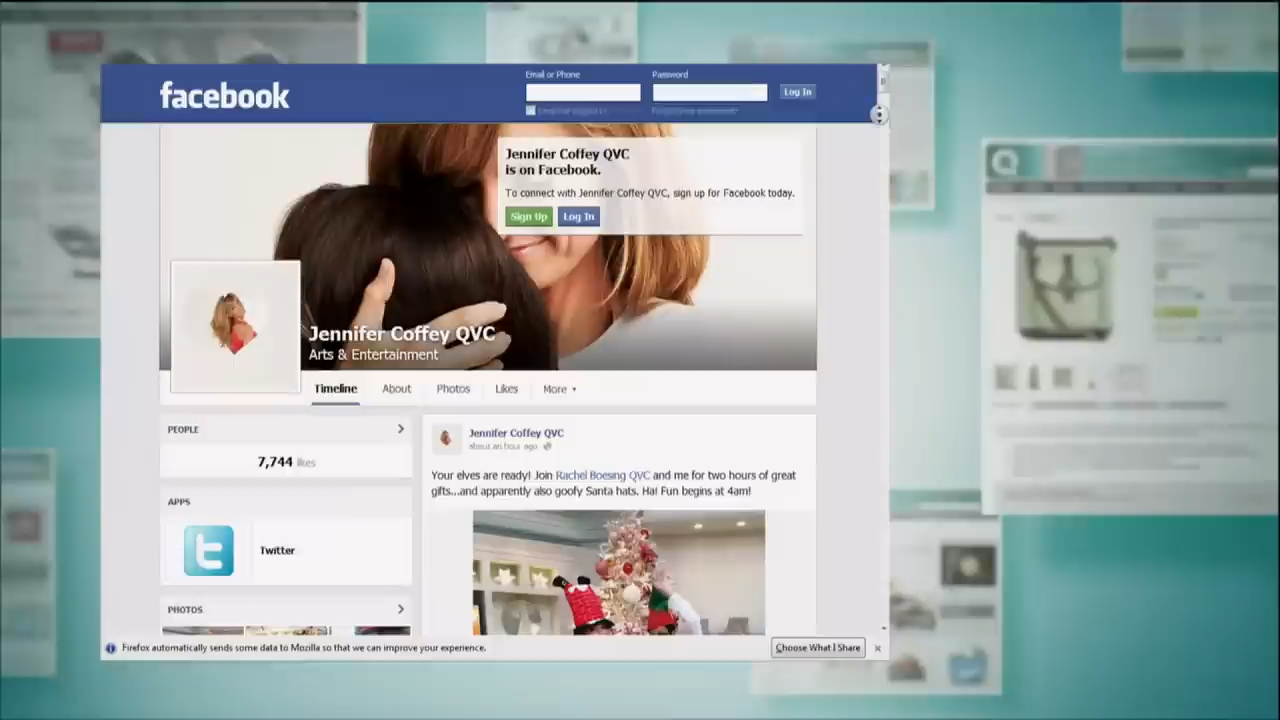 facebook
Email or Phone
Password
Log In
Jennifer Coffey QVC
is on Facebook.
To connect with Jennifer Coffey QVC, sign up for Facebook today.
Sign Up
Log In
Jennifer Coffey QVC
Arts & Entertainment
Timeline
About
Photos
Likes
More
PEOPLE
7,744 likes
APPS
Twitter
PHOTOS
Jennifer Coffey QVC
about an hour ago
Your elves are ready! Join Rachel Boesing QVC and me for two hours of great
gifts...and apparently also goofy Santa hats. Ha! Fun begins at 4am!
Firefox automatically sends some data to Mozilla so that we can improve your experience.
Choose What I Share